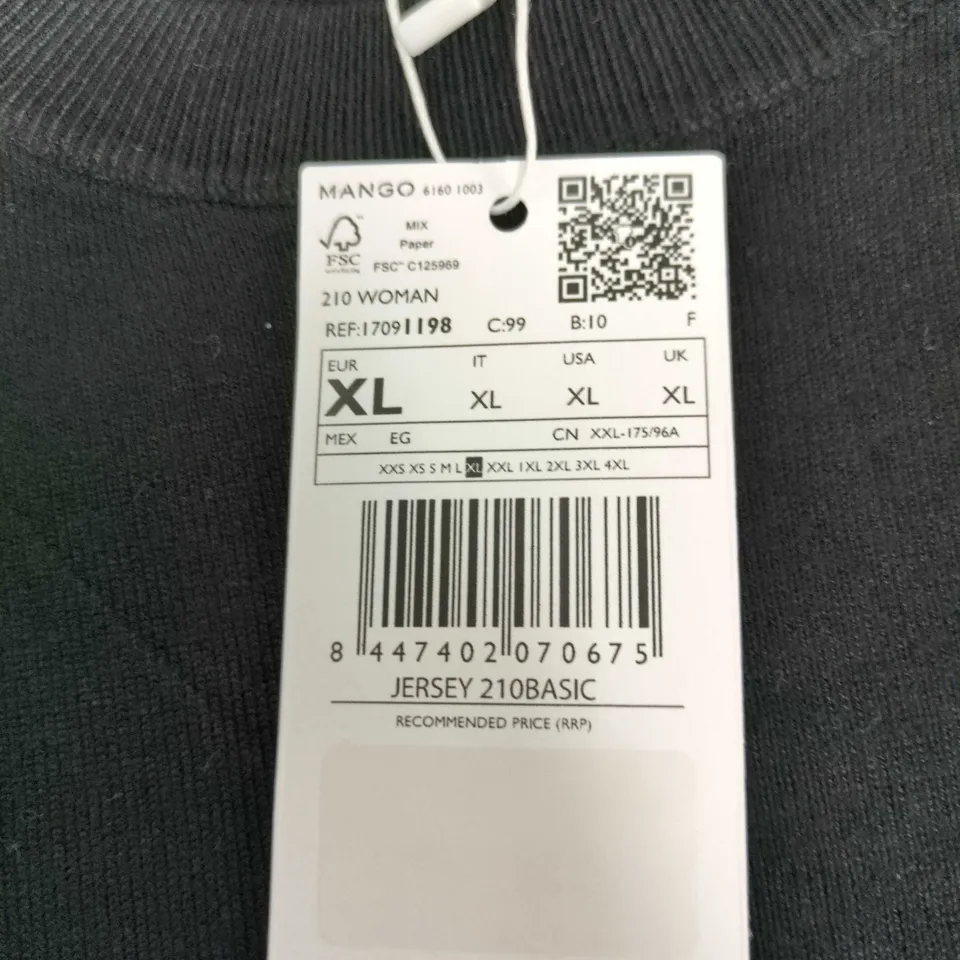 MANGO 6160 1003
MIX
Paper
FSC™ C125969
FSC
210 WOMAN
REF:17091198 C:99 B:10 F
EUR IT USA UK
XL XL XL XL
MEX EG CN XXL-175/96A
XXS XS S M L XL XXL 1XL 2XL 3XL 4XL
8 447402 070675
JERSEY 210BASIC
RECOMMENDED PRICE (RRP)